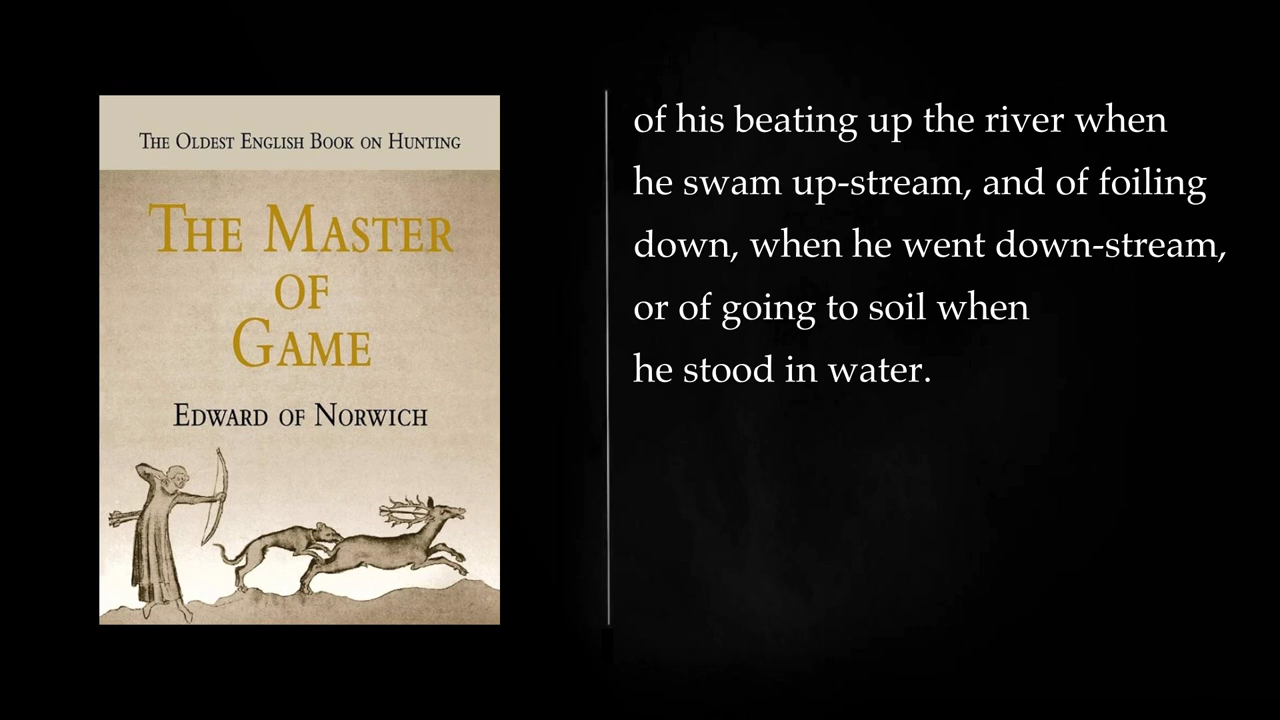 The Oldest English Book on Hunting
The Master
of
Game
Edward of Norwich
of his beating up the river when
he swam up-stream, and of foiling
down, when he went down-stream,
or of going to soil when
he stood in water.